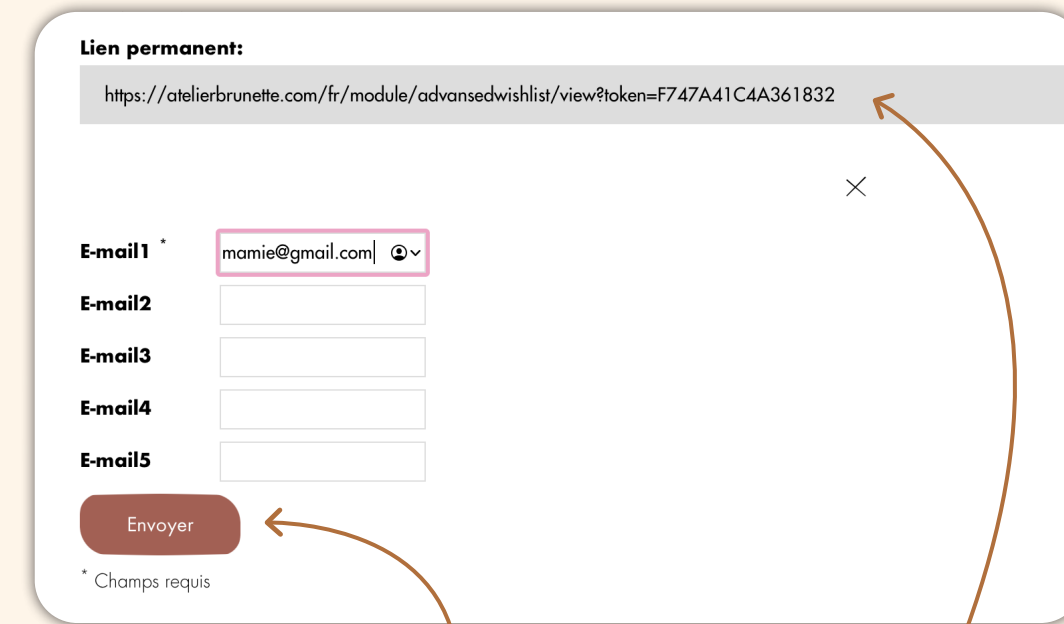 Lien permanent:
https://atelierbrunette.com/fr/module/advansedwishlist/view?token=F747A41C4A361832
E-mail1 * mamie@gmail.com
E-mail2
E-mail3
E-mail4
E-mail5
Envoyer
* Champs requis